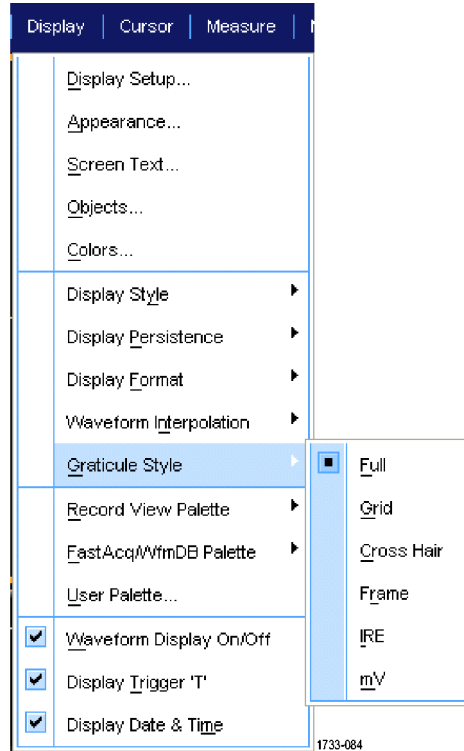 Display | Cursor | Measure |
Display Setup...
Appearance...
Screen Text...
Objects...
Colors...
Display Style
Display Persistence
Display Format
Waveform Interpolation
Graticule Style
Full
Grid
Cross Hair
Frame
IRE
mV
Record View Palette
FastAcq/WfmDB Palette
User Palette...
Waveform Display On/Off
Display Trigger 'T'
Display Date & Time
1733-084